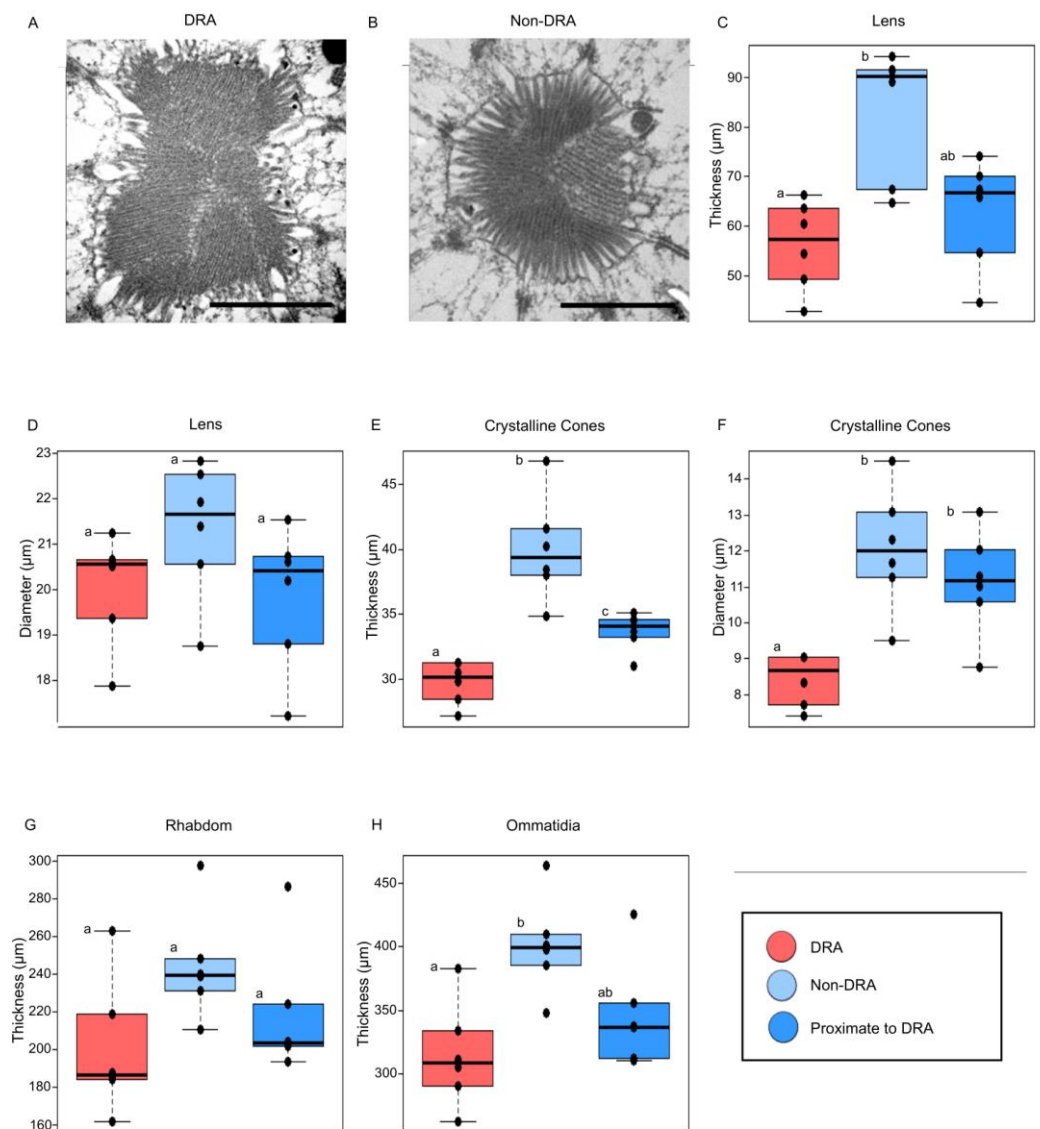 A DRA
B Non-DRA
C Lens
Thickness (µm)
90
80
70
60
50
a
b
ab
D Lens
Diameter (µm)
23
22
21
20
19
18
a
a
a
E Crystalline Cones
Thickness (µm)
45
40
35
30
a
b
c
F Crystalline Cones
Diameter (µm)
14
13
12
11
10
9
8
a
b
b
G Rhabdom
Thickness (µm)
300
280
260
240
220
200
180
160
a
a
a
H Ommatidia
Thickness (µm)
450
400
350
300
a
b
ab
DRA
Non-DRA
Proximate to DRA